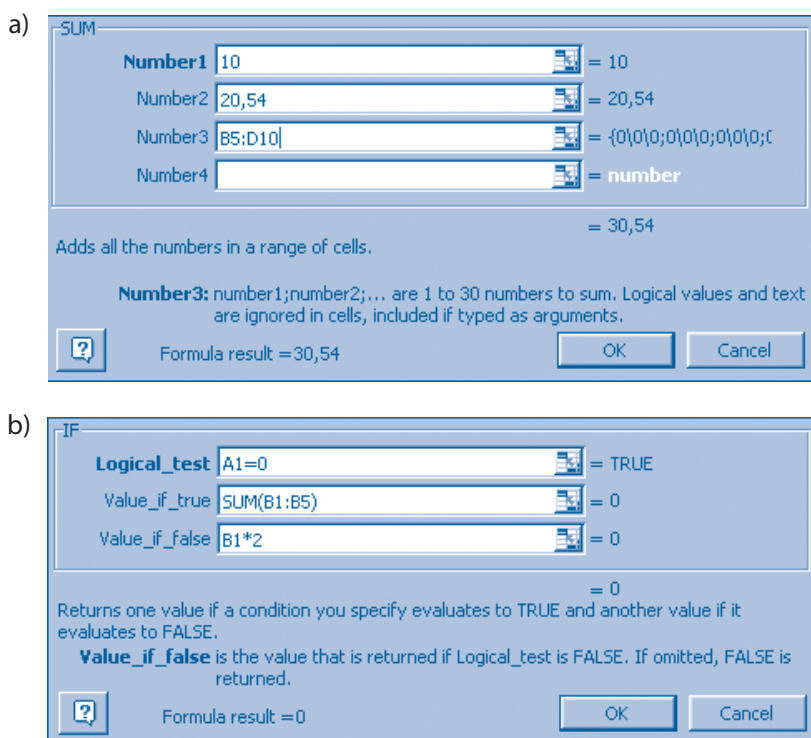 a)
SUM
Number1 10 = 10
Number2 20,54 = 20,54
Number3 B5:D10 = {0\0\0;0\0\0;0\0\0;0
Number4 = number
= 30,54
Adds all the numbers in a range of cells.
Number3: number1;number2;... are 1 to 30 numbers to sum. Logical values and text
are ignored in cells, included if typed as arguments.
Formula result =30,54 OK Cancel
b)
IF
Logical_test A1=0 = TRUE
Value_if_true SUM(B1:B5) = 0
Value_if_false B1*2 = 0
= 0
Returns one value if a condition you specify evaluates to TRUE and another value if it
evaluates to FALSE.
Value_if_false is the value that is returned if Logical_test is FALSE. If omitted, FALSE is
returned.
Formula result =0 OK Cancel